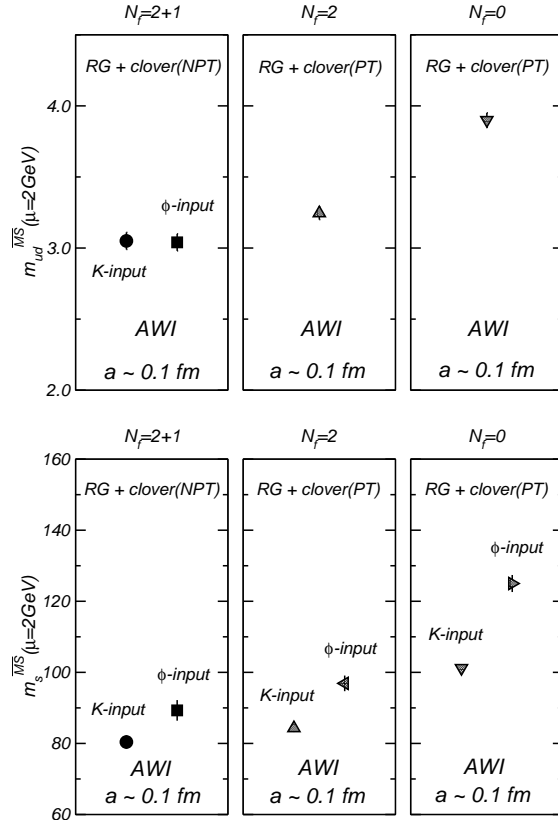 N_f=2+1
N_f=2
N_f=0
RG + clover(NPT)
RG + clover(PT)
RG + clover(PT)
4.0
3.0
2.0
m_ud^MS̅(μ=2GeV)
ϕ-input
K-input
AWI
a ~ 0.1 fm
AWI
a ~ 0.1 fm
AWI
a ~ 0.1 fm
N_f=2+1
N_f=2
N_f=0
160
140
120
100
80
60
m_s^MS̅(μ=2GeV)
RG + clover(NPT)
RG + clover(PT)
RG + clover(PT)
ϕ-input
K-input
AWI
a ~ 0.1 fm
ϕ-input
K-input
AWI
a ~ 0.1 fm
ϕ-input
K-input
AWI
a ~ 0.1 fm